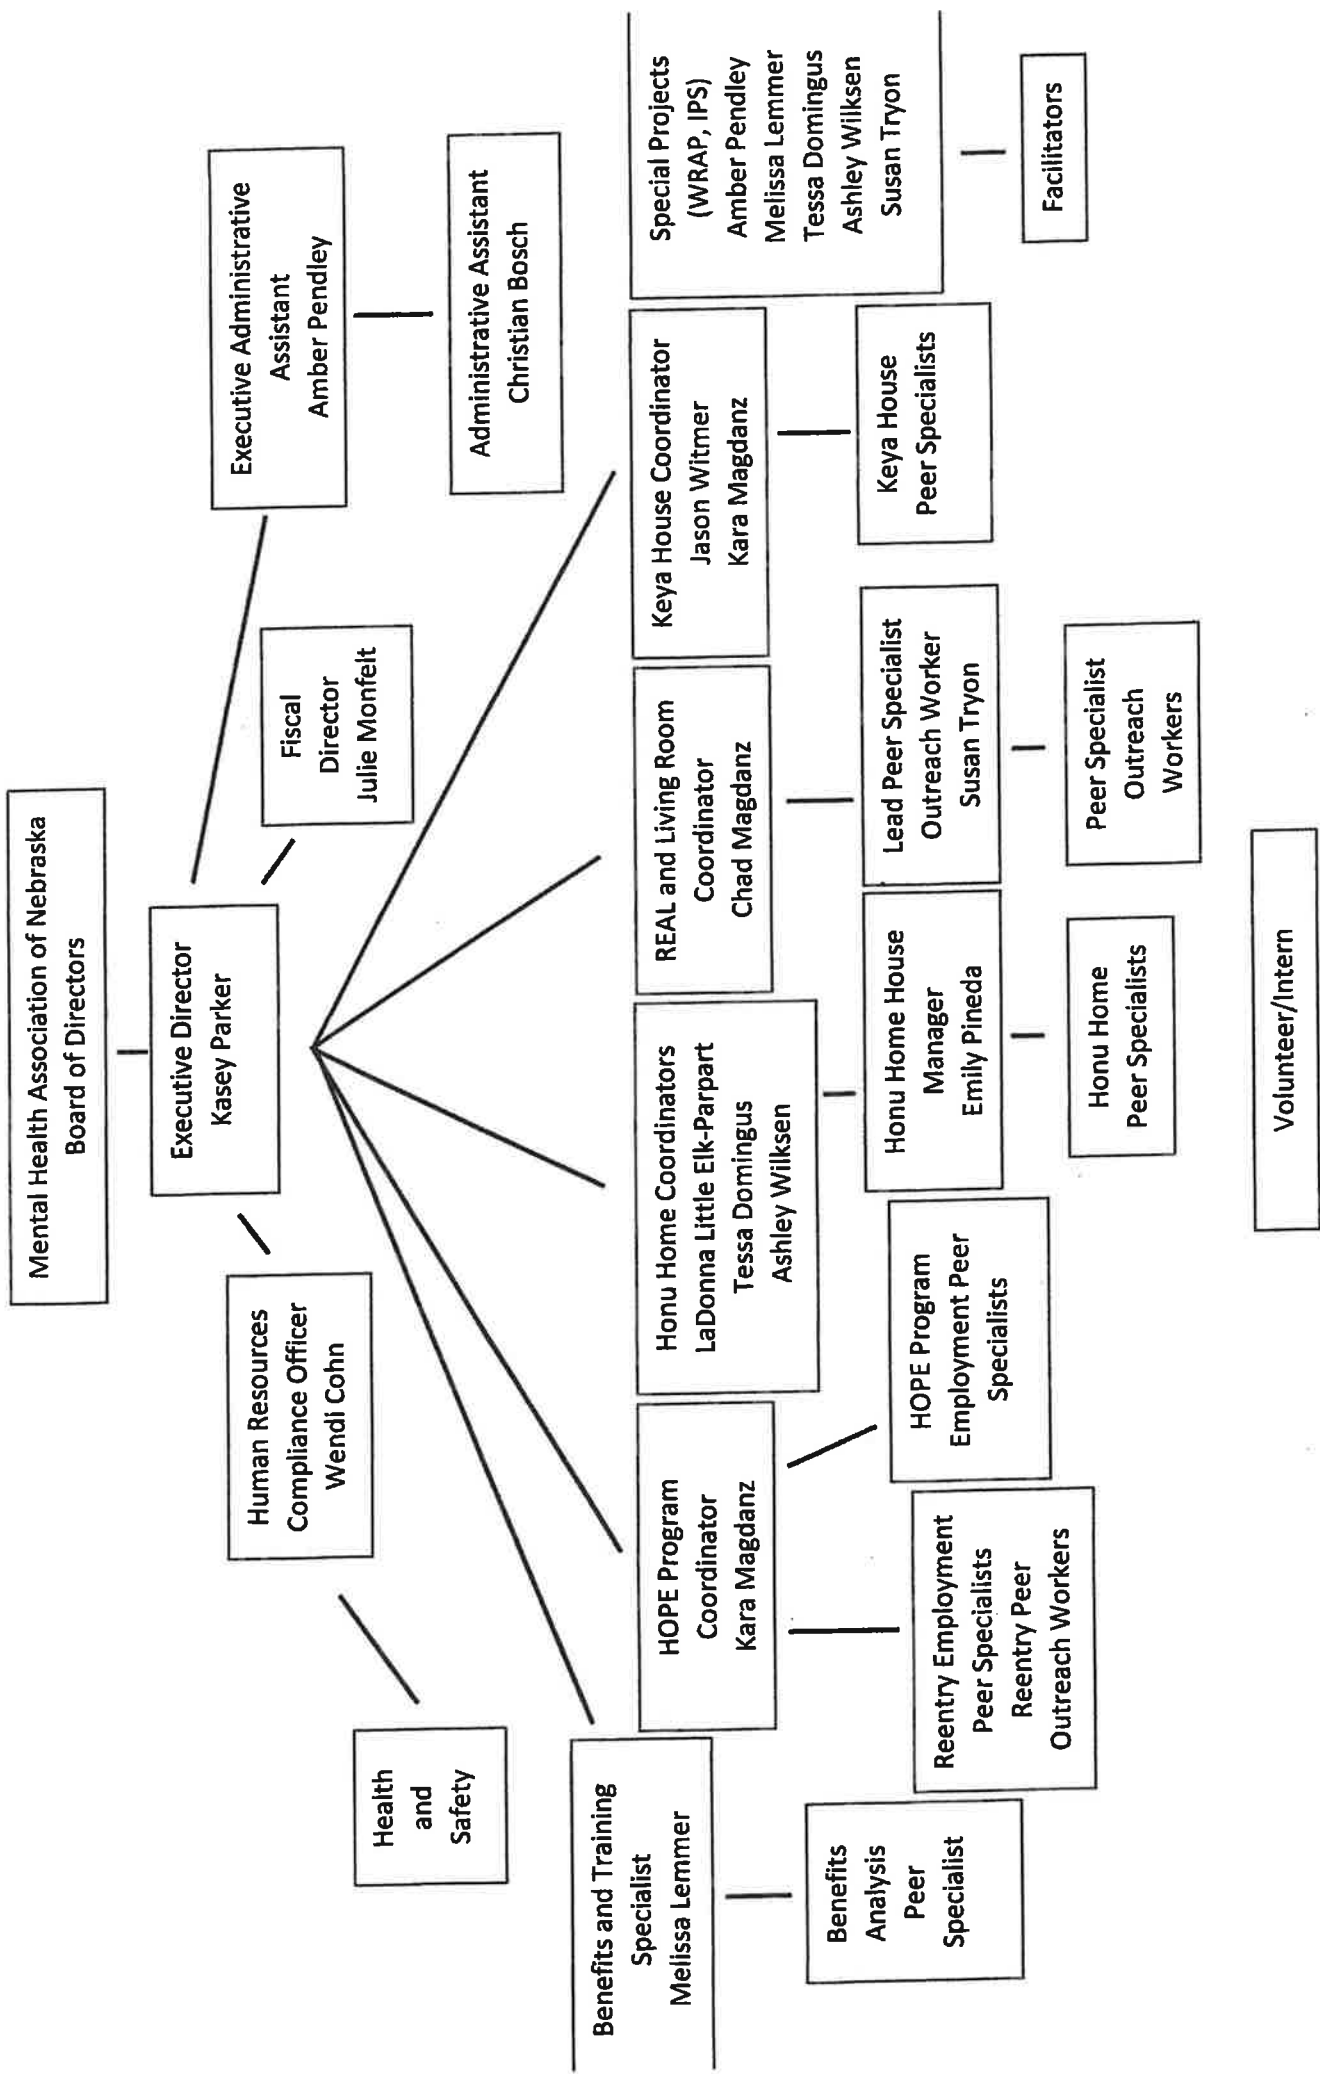 Mental Health Association of Nebraska
Board of Directors
Executive Director
Kasey Parker
Human Resources
Compliance Officer
Wendi Cohn
Fiscal
Director
Julie Monfelt
Executive Administrative
Assistant
Amber Pendley
Health
and
Safety
Administrative Assistant
Christian Bosch
Benefits and Training
Specialist
Melissa Lemmer
HOPE Program
Coordinator
Kara Magdanz
Honu Home Coordinators
LaDonna Little Elk-Parpart
Tessa Domingus
Ashley Wilksen
REAL and Living Room
Coordinator
Chad Magdanz
Keya House Coordinator
Jason Witmer
Kara Magdanz
Special Projects
(WRAP, IPS)
Amber Pendley
Melissa Lemmer
Tessa Domingus
Ashley Wilksen
Susan Tryon
Benefits
Analysis
Peer
Specialist
Reentry Employment
Peer Specialists
Reentry Peer
Outreach Workers
HOPE Program
Employment Peer
Specialists
Honu Home House
Manager
Emily Pineda
Lead Peer Specialist
Outreach Worker
Susan Tryon
Keya House
Peer Specialists
Facilitators
Honu Home
Peer Specialists
Peer Specialist
Outreach
Workers
Volunteer/Intern